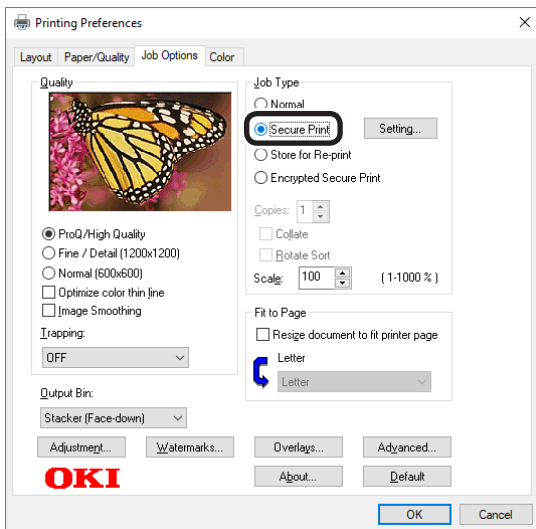 Printing Preferences
Layout Paper/Quality Job Options Color
Quality
ProQ/High Quality
Fine / Detail (1200x1200)
Normal (600x600)
Optimize color thin line
Image Smoothing
Trapping:
OFF
Output Bin:
Stacker (Face-down)
Job Type
Normal
Secure Print Setting...
Store for Re-print
Encrypted Secure Print
Copies: 1
Collate
Rotate Sort
Scale: 100 (1-1000 %)
Fit to Page
Resize document to fit printer page
Letter
Letter
Adjustment... Watermarks... Overlays... Advanced...
OKI About... Default
OK Cancel